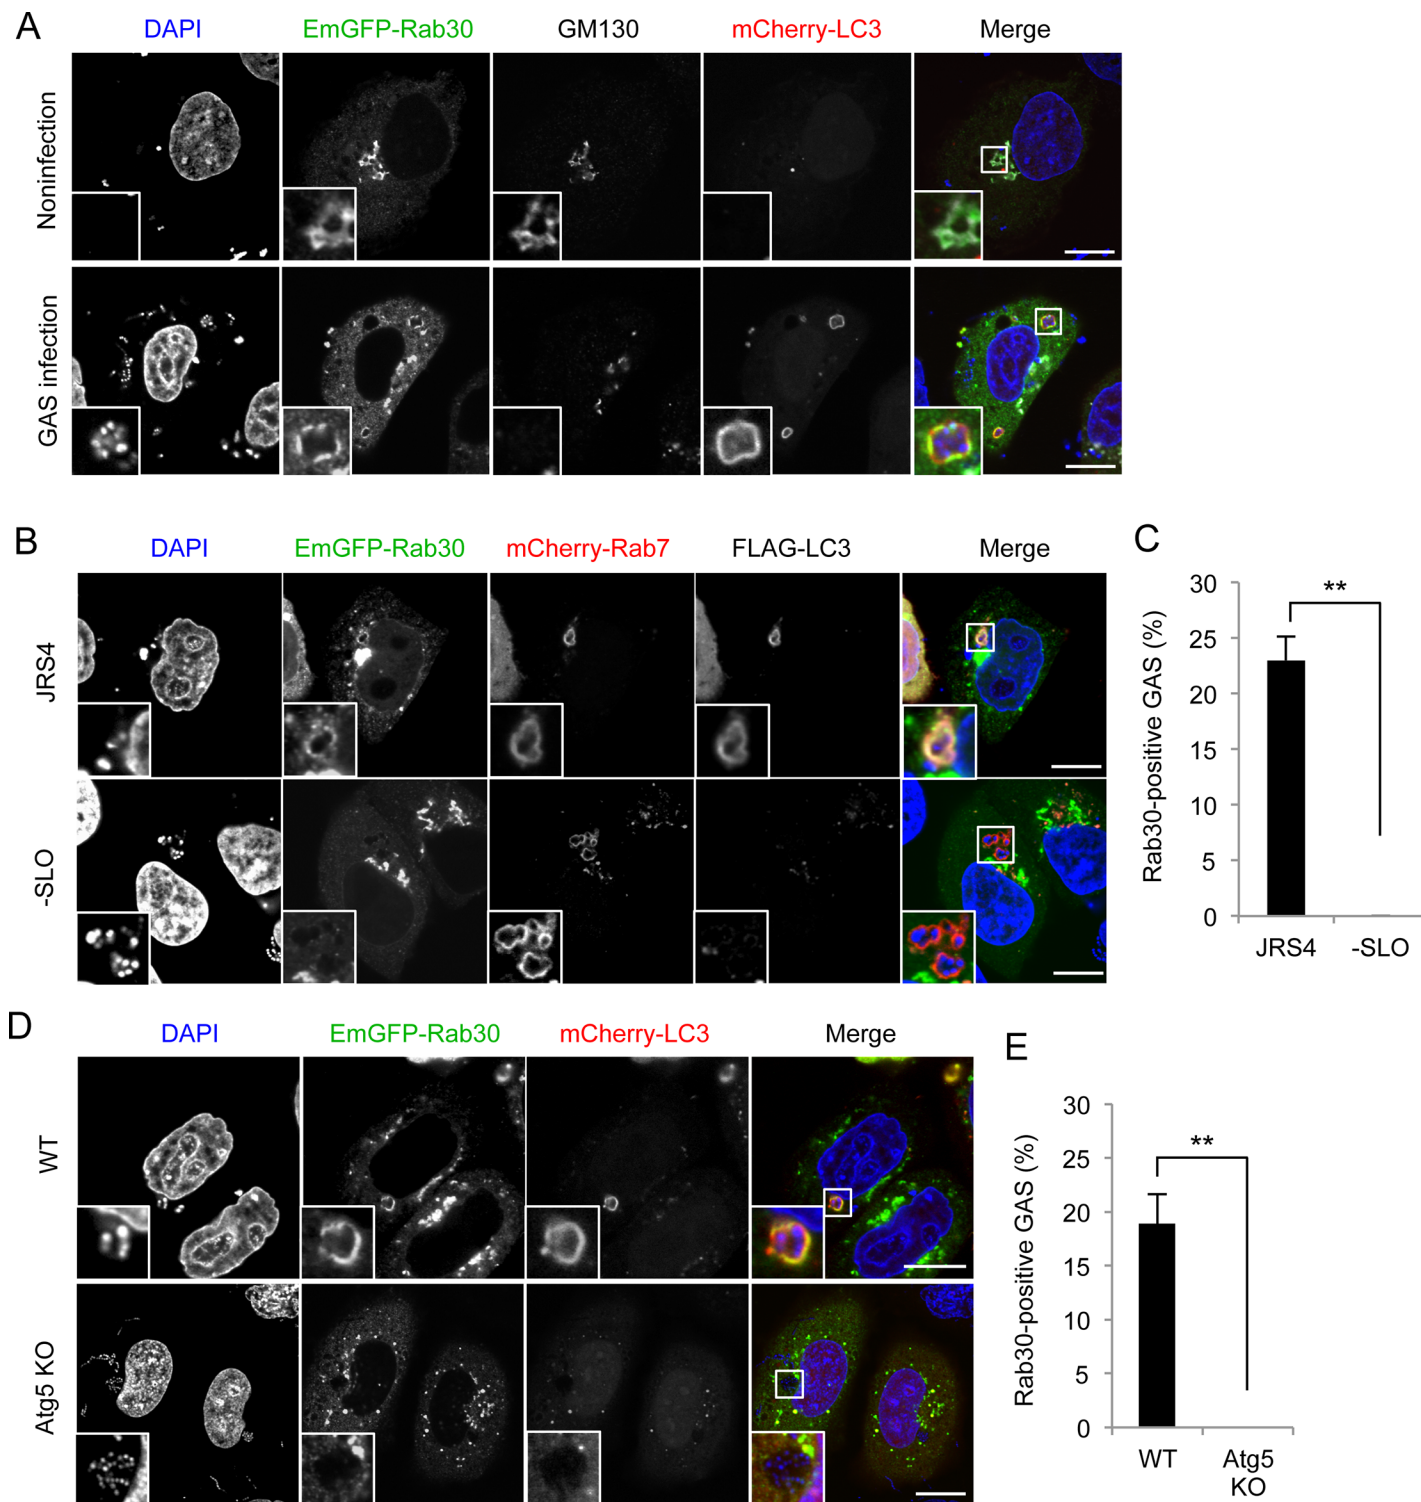 A
DAPI EmGFP-Rab30 GM130 mCherry-LC3 Merge
Noninfection
GAS infection
B
DAPI EmGFP-Rab30 mCherry-Rab7 FLAG-LC3 Merge
JRS4
-SLO
C
Rab30-positive GAS (%)
30
25
20
15
10
5
0
**
JRS4 -SLO
D
DAPI EmGFP-Rab30 mCherry-LC3 Merge
WT
Atg5 KO
E
Rab30-positive GAS (%)
30
25
20
15
10
5
0
**
WT Atg5
KO